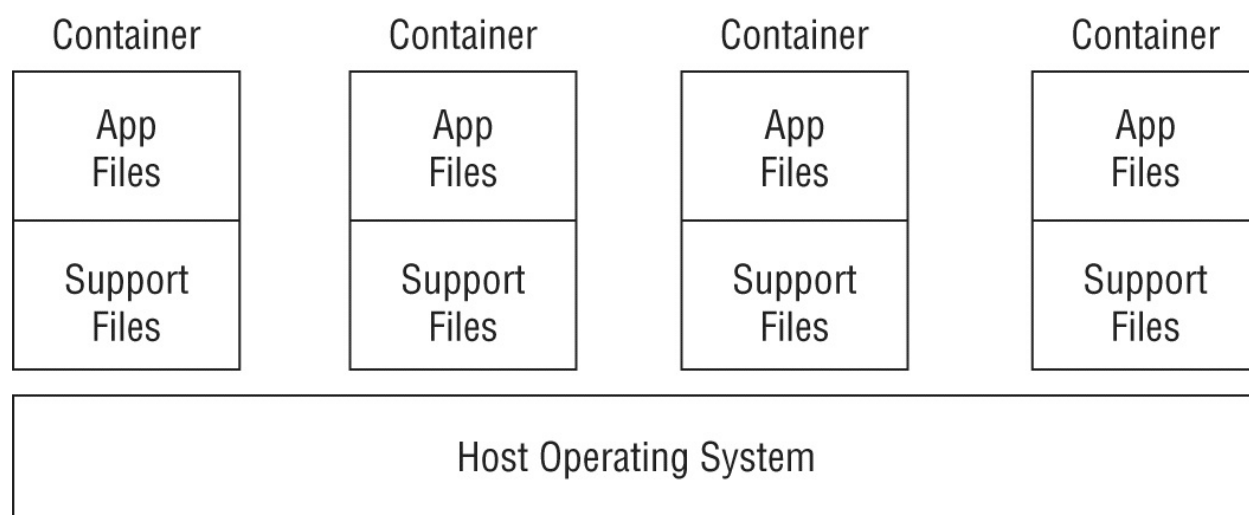 Container
App
Files
Support
Files
Container
App
Files
Support
Files
Container
App
Files
Support
Files
Container
App
Files
Support
Files
Host Operating System